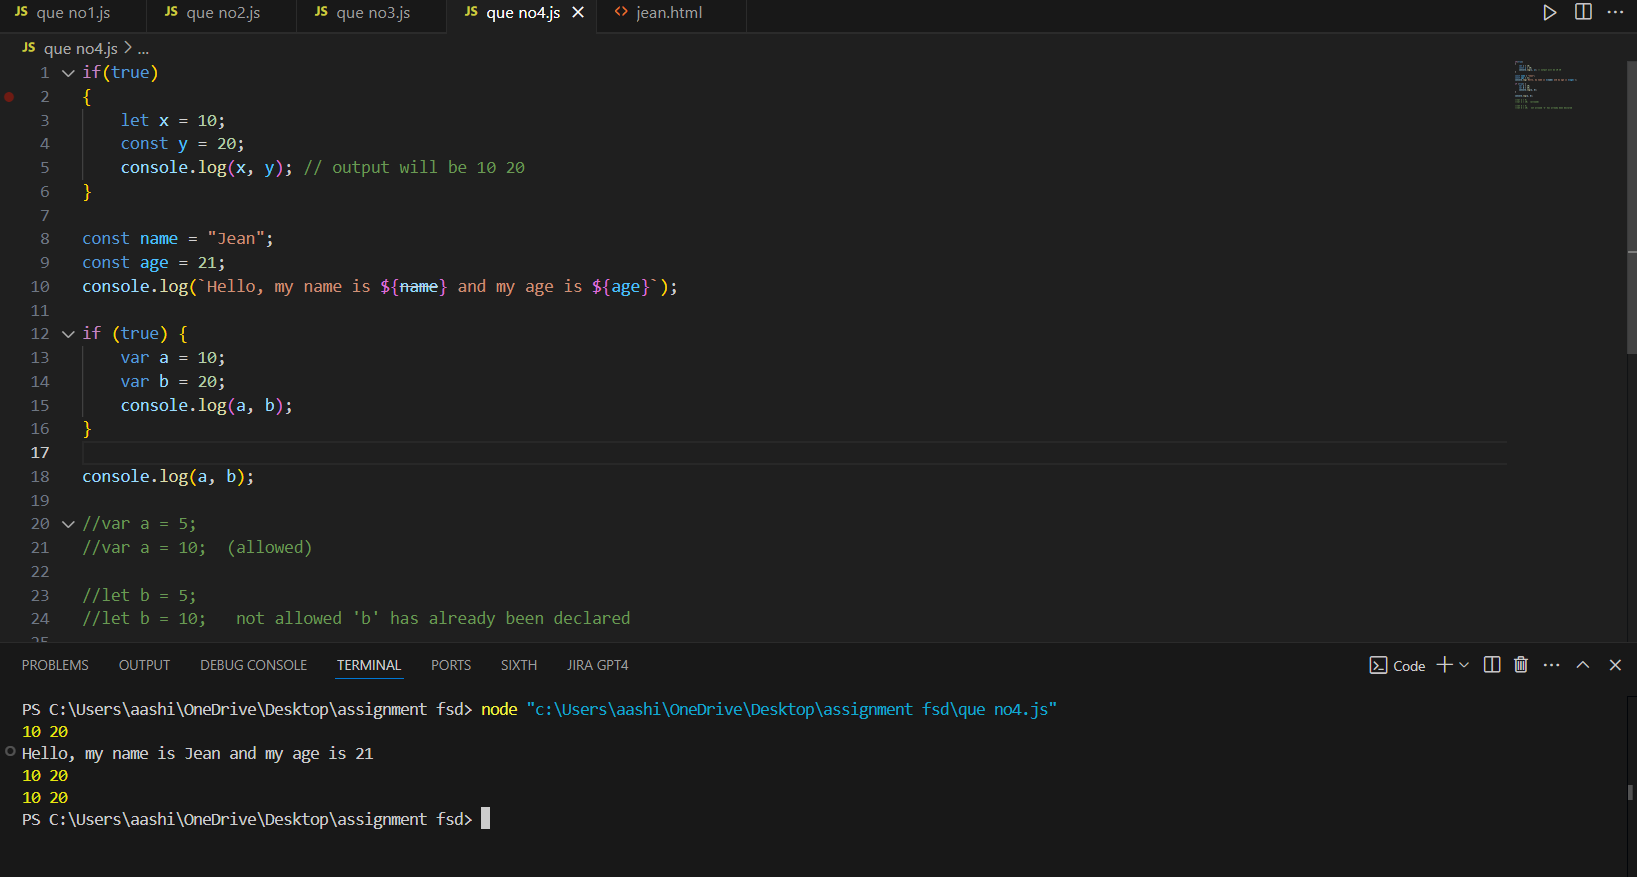 JS que no1.js JS que no2.js JS que no3.js JS que no4.js <> jean.html
JS que no4.js > ...
1 if(true)
2 {
3     let x = 10;
4     const y = 20;
5     console.log(x, y); // output will be 10 20
6 }
7
8 const name = "Jean";
9 const age = 21;
10 console.log(`Hello, my name is ${name} and my age is ${age}`);
11
12 if (true) {
13     var a = 10;
14     var b = 20;
15     console.log(a, b);
16 }
17
18 console.log(a, b);
19
20 //var a = 5;
21 //var a = 10;  (allowed)
22
23 //let b = 5;
24 //let b = 10;   not allowed 'b' has already been declared
25
PROBLEMS OUTPUT DEBUG CONSOLE TERMINAL PORTS SIXTH JIRA GPT4 Code
PS C:\Users\aashi\OneDrive\Desktop\assignment fsd> node "c:\Users\aashi\OneDrive\Desktop\assignment fsd\que no4.js"
10 20
Hello, my name is Jean and my age is 21
10 20
10 20
PS C:\Users\aashi\OneDrive\Desktop\assignment fsd>